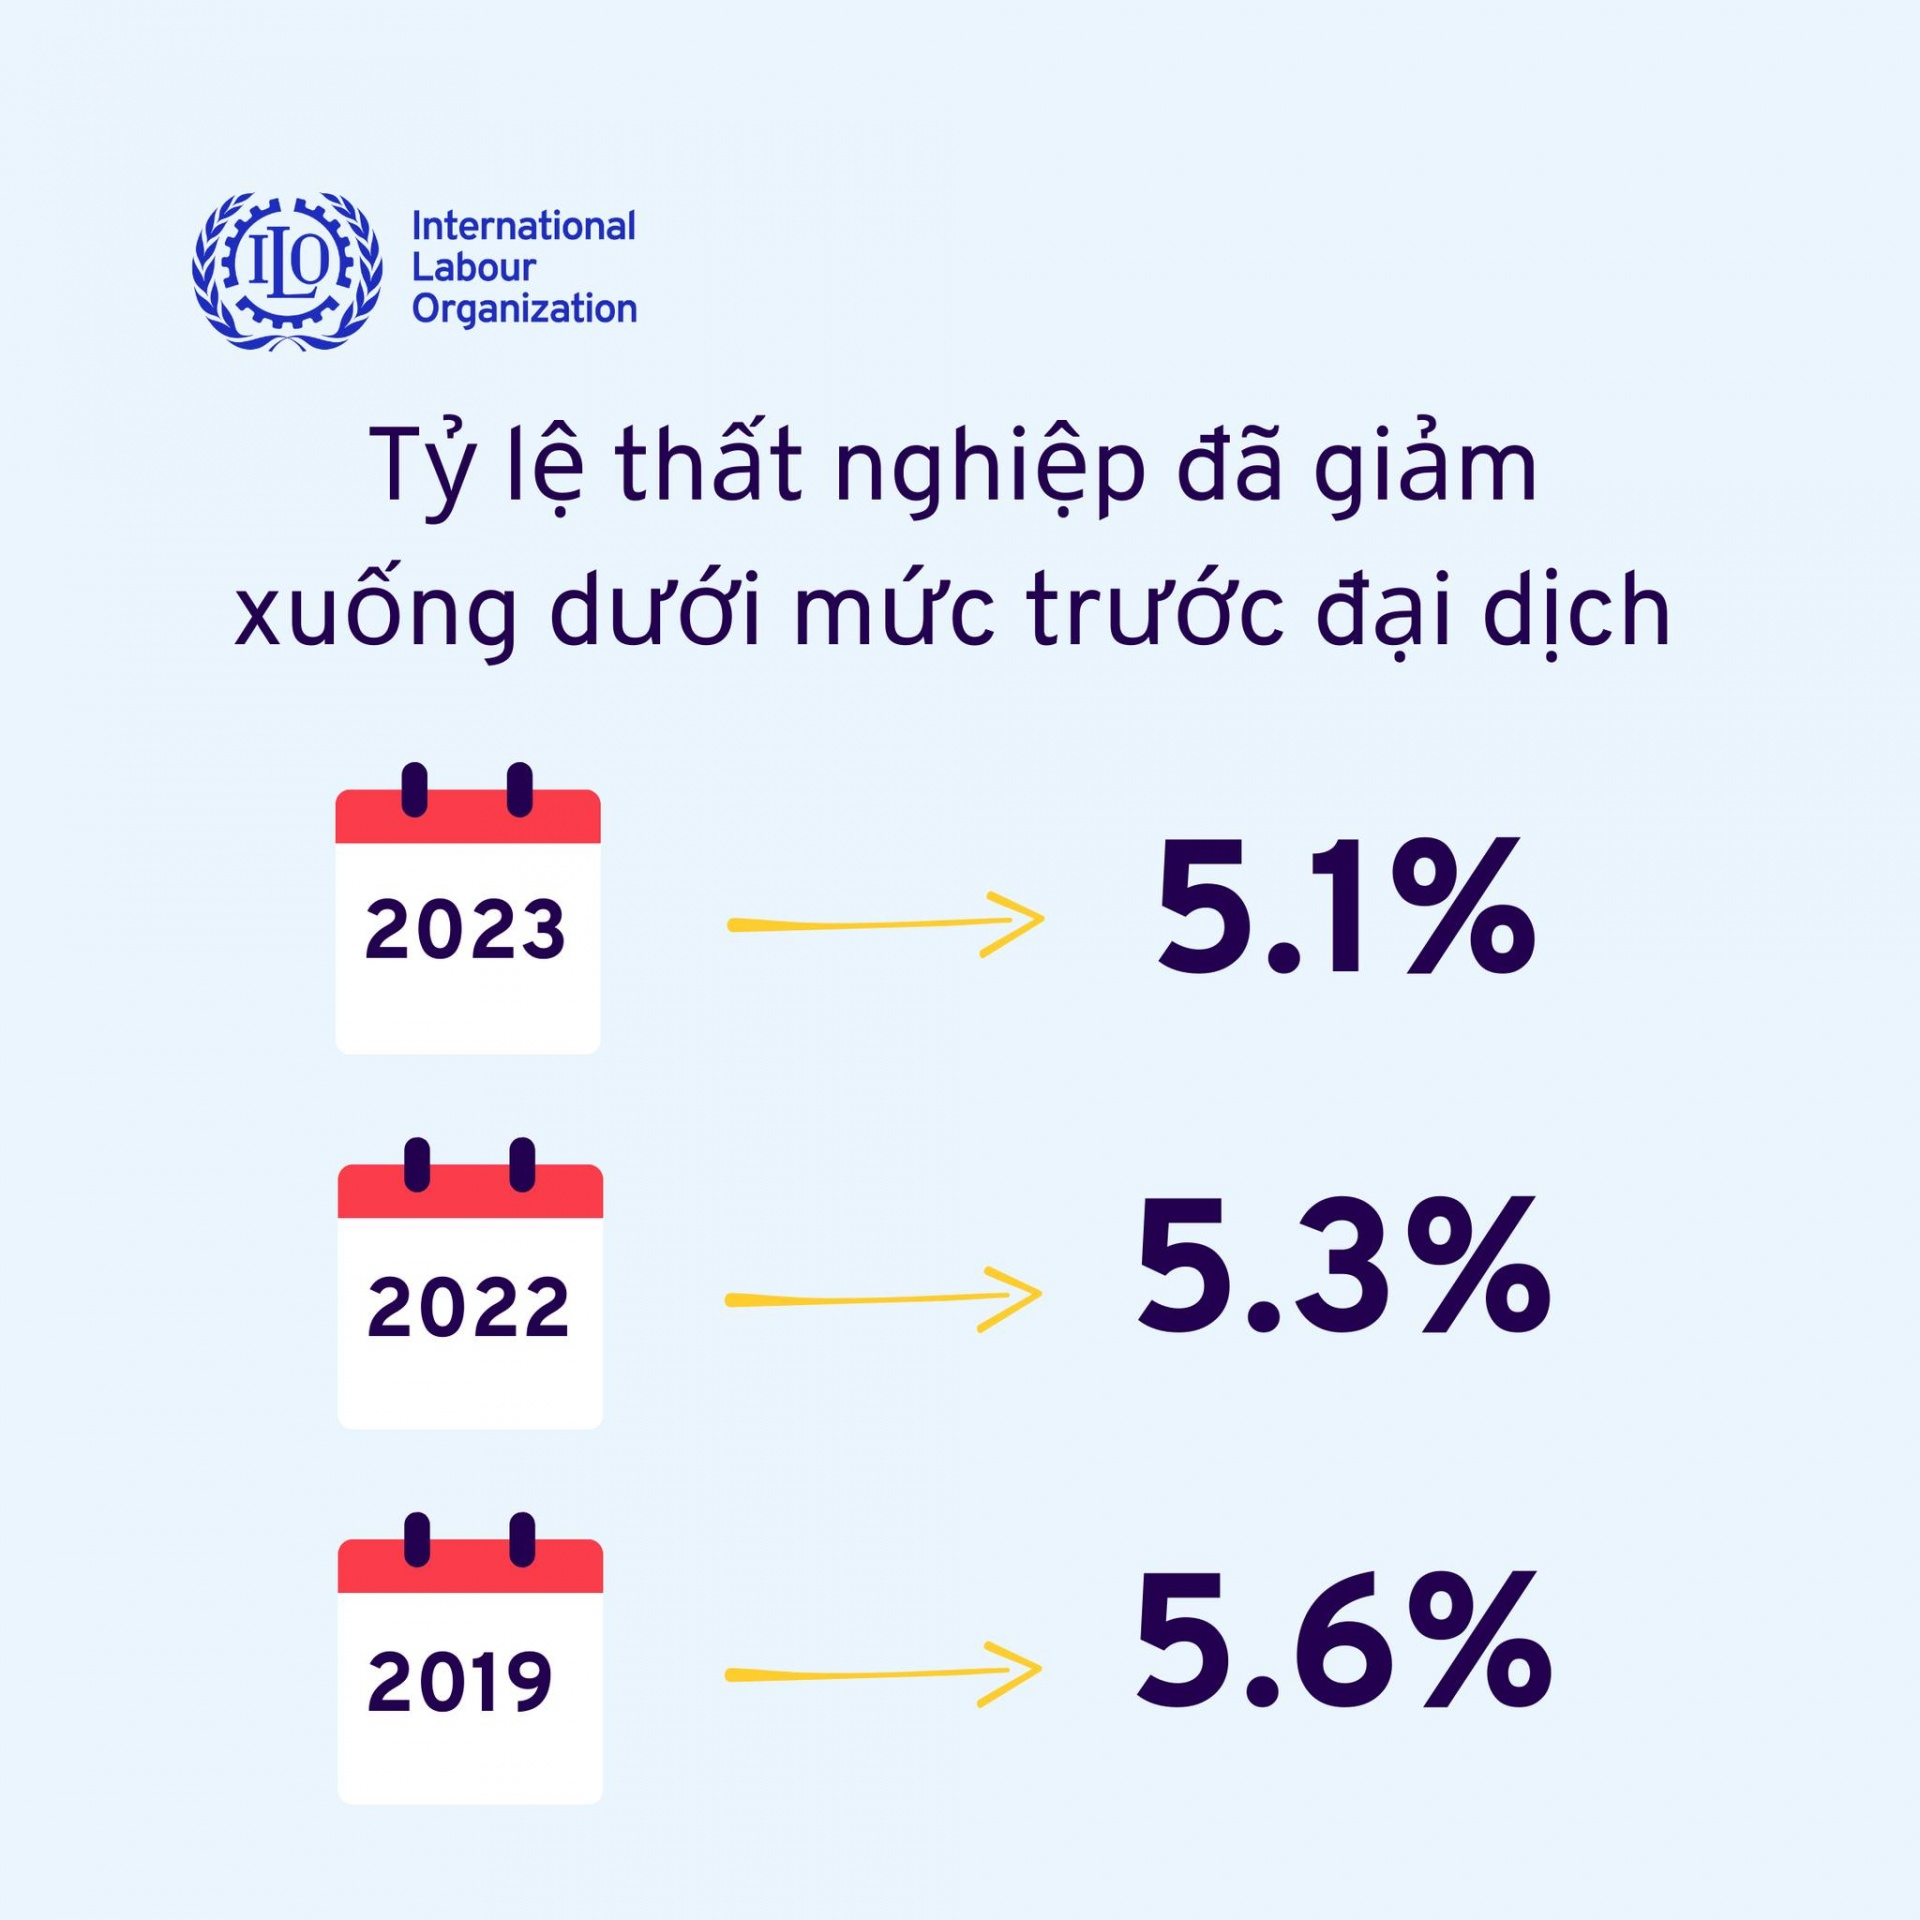 ILO
International
Labour
Organization
Tỷ lệ thất nghiệp đã giảm
xuống dưới mức trước đại dịch
2023
5.1%
2022
5.3%
2019
5.6%